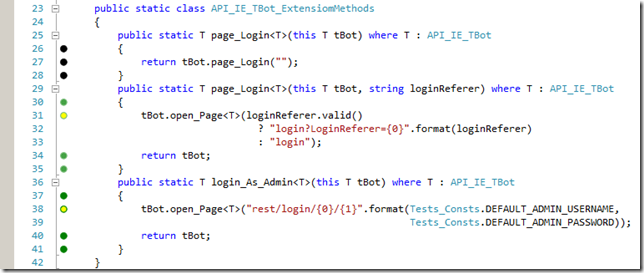 23 public static class API_IE_TBot_ExtensiomMethods
24 {
25 public static T page_Login<T>(this T tBot) where T : API_IE_TBot
26 {
27 return tBot.page_Login("");
28 }
29 public static T page_Login<T>(this T tBot, string loginReferer) where T : API_IE_TBot
30 {
31 tBot.open_Page<T>(loginReferer.valid()
32 ? "login?LoginReferer={0}".format(loginReferer)
33 : "login");
34 return tBot;
35 }
36 public static T login_As_Admin<T>(this T tBot) where T : API_IE_TBot
37 {
38 tBot.open_Page<T>("rest/login/{0}/{1}".format(Tests_Consts.DEFAULT_ADMIN_USERNAME,
39 Tests_Consts.DEFAULT_ADMIN_PASSWORD));
40 return tBot;
41 }
42 }